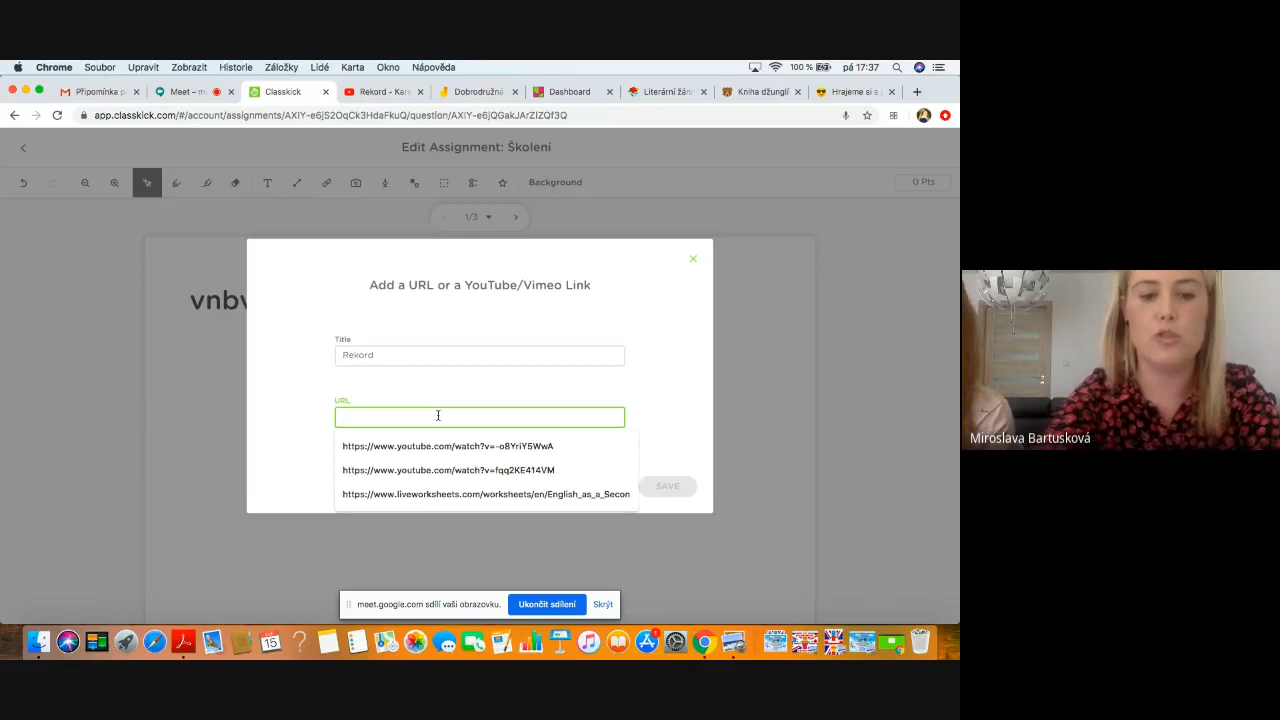 Chrome Soubor Upravit Zobrazit Historie Záložky Lidé Karta Okno Nápověda 100 % pá 17:37
Připomínka p Meet – m Classkick Rekord - Kar Dobrodružná Dashboard Literární žán Kniha džunglí Hrajeme si s
app.classkick.com/#/account/assignments/AXIY-e6jS2OqCk3HdaFkuQ/question/AXIY-e6jQGakJArZlZQf3Q
Edit Assignment: Školení
T Background 0 Pts
1/3
vnbv
Add a URL or a YouTube/Vimeo Link
Title
Rekord
URL
https://www.youtube.com/watch?v=-o8YriY5WwA
https://www.youtube.com/watch?v=fqq2KE414VM
https://www.liveworksheets.com/worksheets/en/English_as_a_Secon
SAVE
meet.google.com sdílí vaši obrazovku. Ukončit sdílení Skrýt
15
Miroslava Bartusková